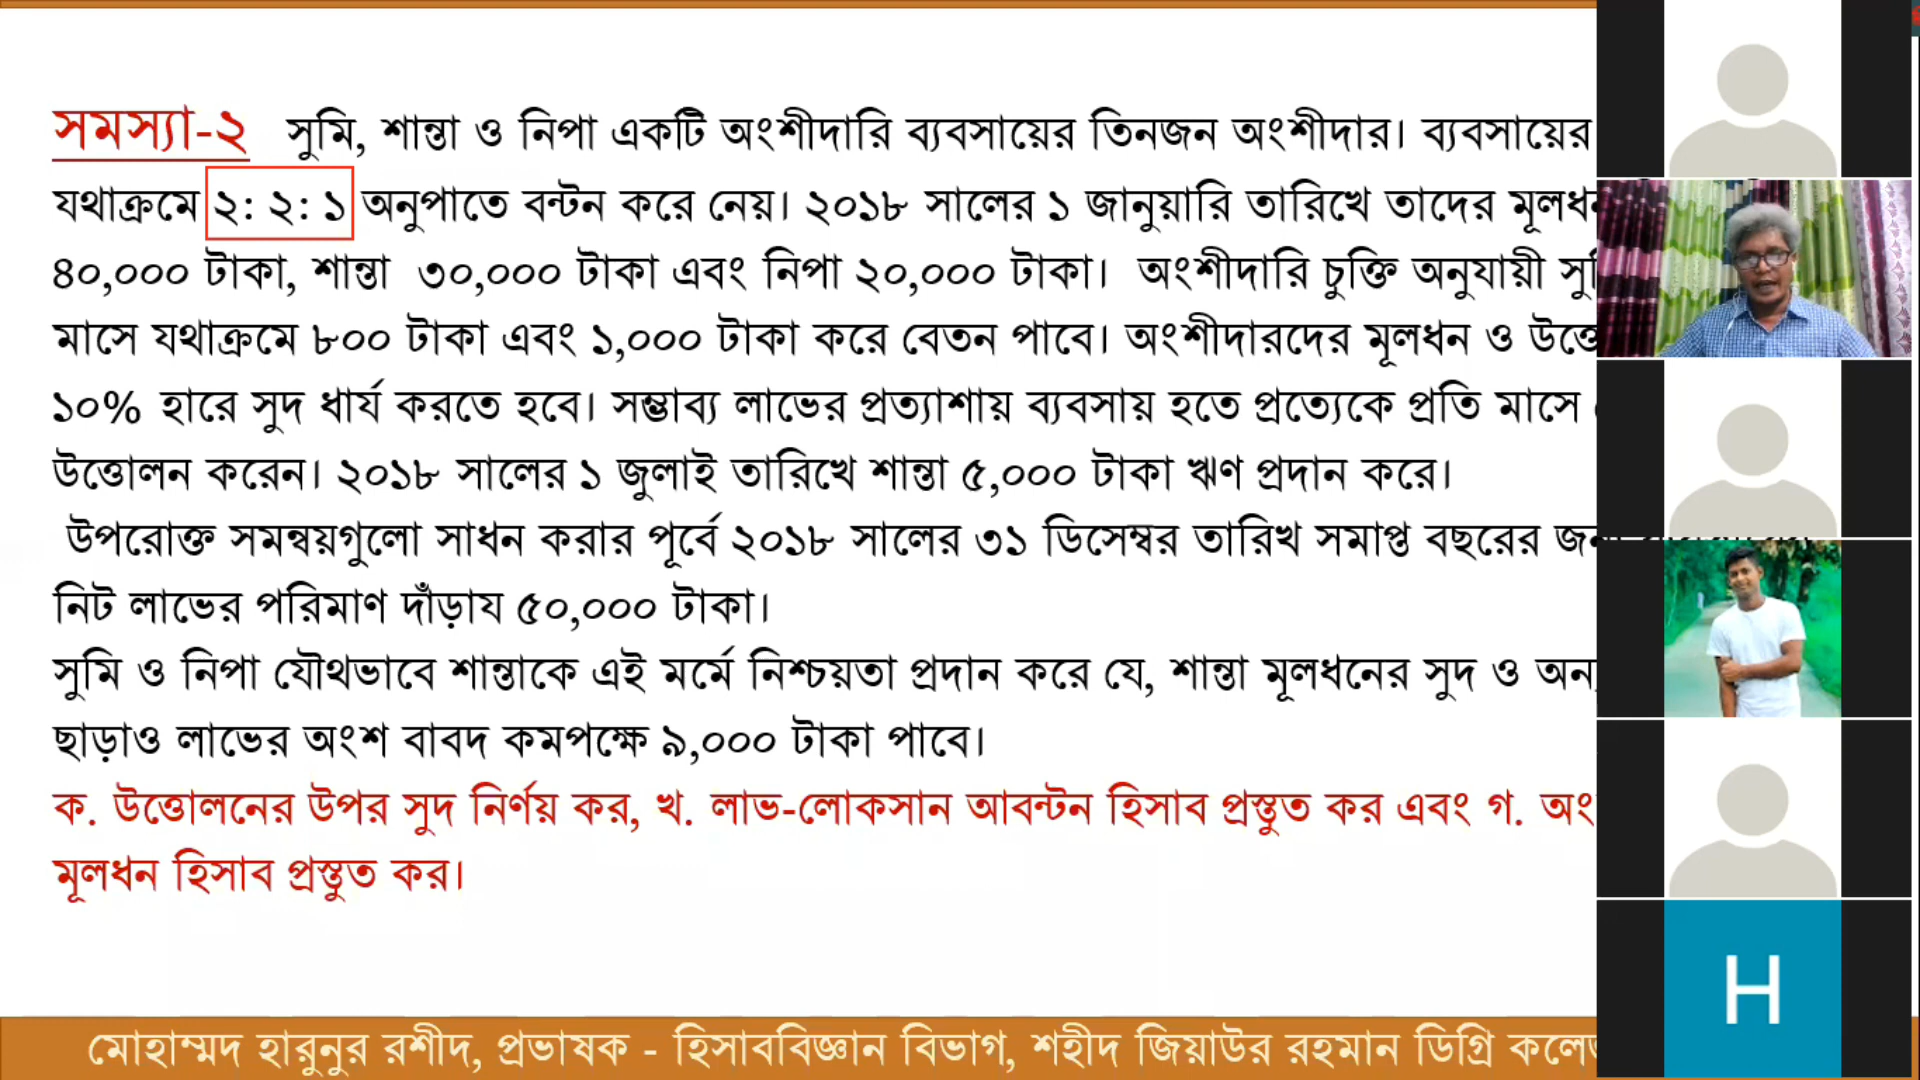 সমস্যা-২ সুমি, শান্তা ও নিপা একটি অংশীদারি ব্যবসায়ের তিনজন অংশীদার। ব্যবসায়ের
যথাক্রমে ২: ২: ১ অনুপাতে বন্টন করে নেয়। ২০১৮ সালের ১ জানুয়ারি তারিখে তাদের
৪০,০০০ টাকা, শান্তা ৩০,০০০ টাকা এবং নিপা ২০,০০০ টাকা। অংশীদারি চুক্তি অনুযায়ী
মাসে যথাক্রমে ৮০০ টাকা এবং ১,০০০ টাকা করে বেতন পাবে। অংশীদারদের মূলধন ও
১০% হারে সুদ ধার্য করতে হবে। সম্ভাব্য লাভের প্রত্যাশায় ব্যবসায় হতে প্রত্যেকে প্রতি মাসে
উত্তোলন করেন। ২০১৮ সালের ১ জুলাই তারিখে শান্তা ৫,০০০ টাকা ঋণ প্রদান করে।
উপরোক্ত সমন্বয়গুলো সাধন করার পূর্বে ২০১৮ সালের ৩১ ডিসেম্বর তারিখ সমাপ্ত বছরের
নিট লাভের পরিমাণ দাঁড়ায ৫০,০০০ টাকা।
সুমি ও নিপা যৌথভাবে শান্তাকে এই মর্মে নিশ্চয়তা প্রদান করে যে, শান্তা মূলধনের সুদ ও
ছাড়াও লাভের অংশ বাবদ কমপক্ষে ৯,০০০ টাকা পাবে।
ক. উত্তোলনের উপর সুদ নির্ণয় কর, খ. লাভ-লোকসান আবন্টন হিসাব প্রস্তুত কর এবং গ.
মূলধন হিসাব প্রস্তুত কর।
মোহাম্মদ হারুনুর রশীদ, প্রভাষক - হিসাববিজ্ঞান বিভাগ, শহীদ জিয়াউর রহমান ডিগ্রি
H